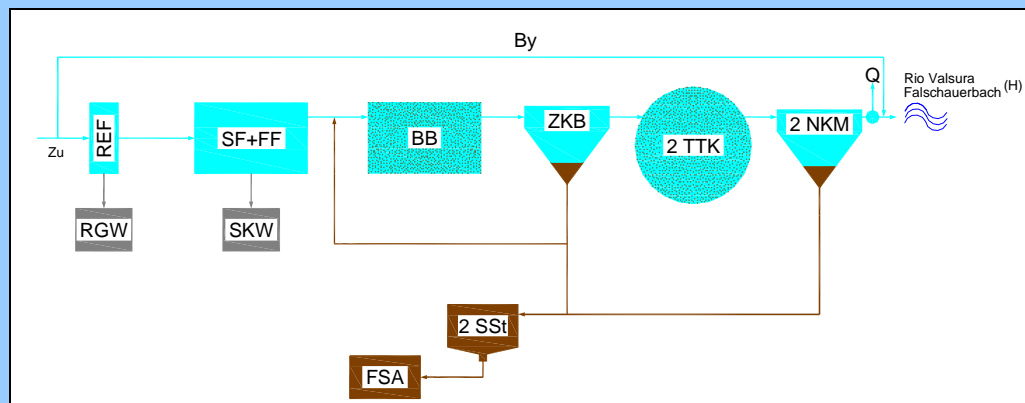 By
Q
Rio Valsura
Falschauerbach (H)
Zu
REF
SF+FF
BB
ZKB
2 TTK
2 NKM
RGW
SKW
2 SSt
FSA